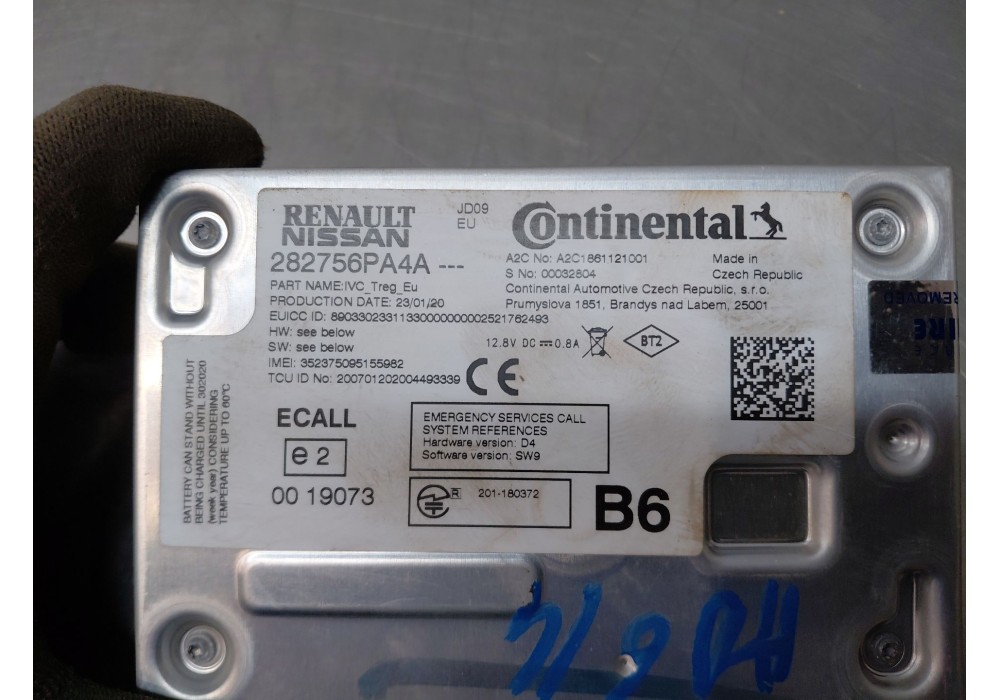 RENAULT
NISSAN
JD09
EU
Continental
282756PA4A ---
A2C No: A2C1861121001
S No: 00032804
Made in
Czech Republic
PART NAME:IVC_Treg_Eu
Continental Automotive Czech Republic, s.r.o.
PRODUCTION DATE: 23/01/20
Prumyslova 1851, Brandys nad Labem, 25001
EUICC ID: 89033023311330000000002521762493
HW: see below
SW: see below
12.8V DC 0.8A
BT2
IMEI: 352375095155982
TCU ID No: 200701202004493339
CE
ECALL
e2
00 19073
EMERGENCY SERVICES CALL
SYSTEM REFERENCES
Hardware version: D4
Software version: SW9
R
201-180372
B6
BATTERY CAN STAND WITHOUT
BEING CHARGED UNTIL 302020
(week year) CONSIDERING
TEMPERATURE UP TO 60°C
REMOVED